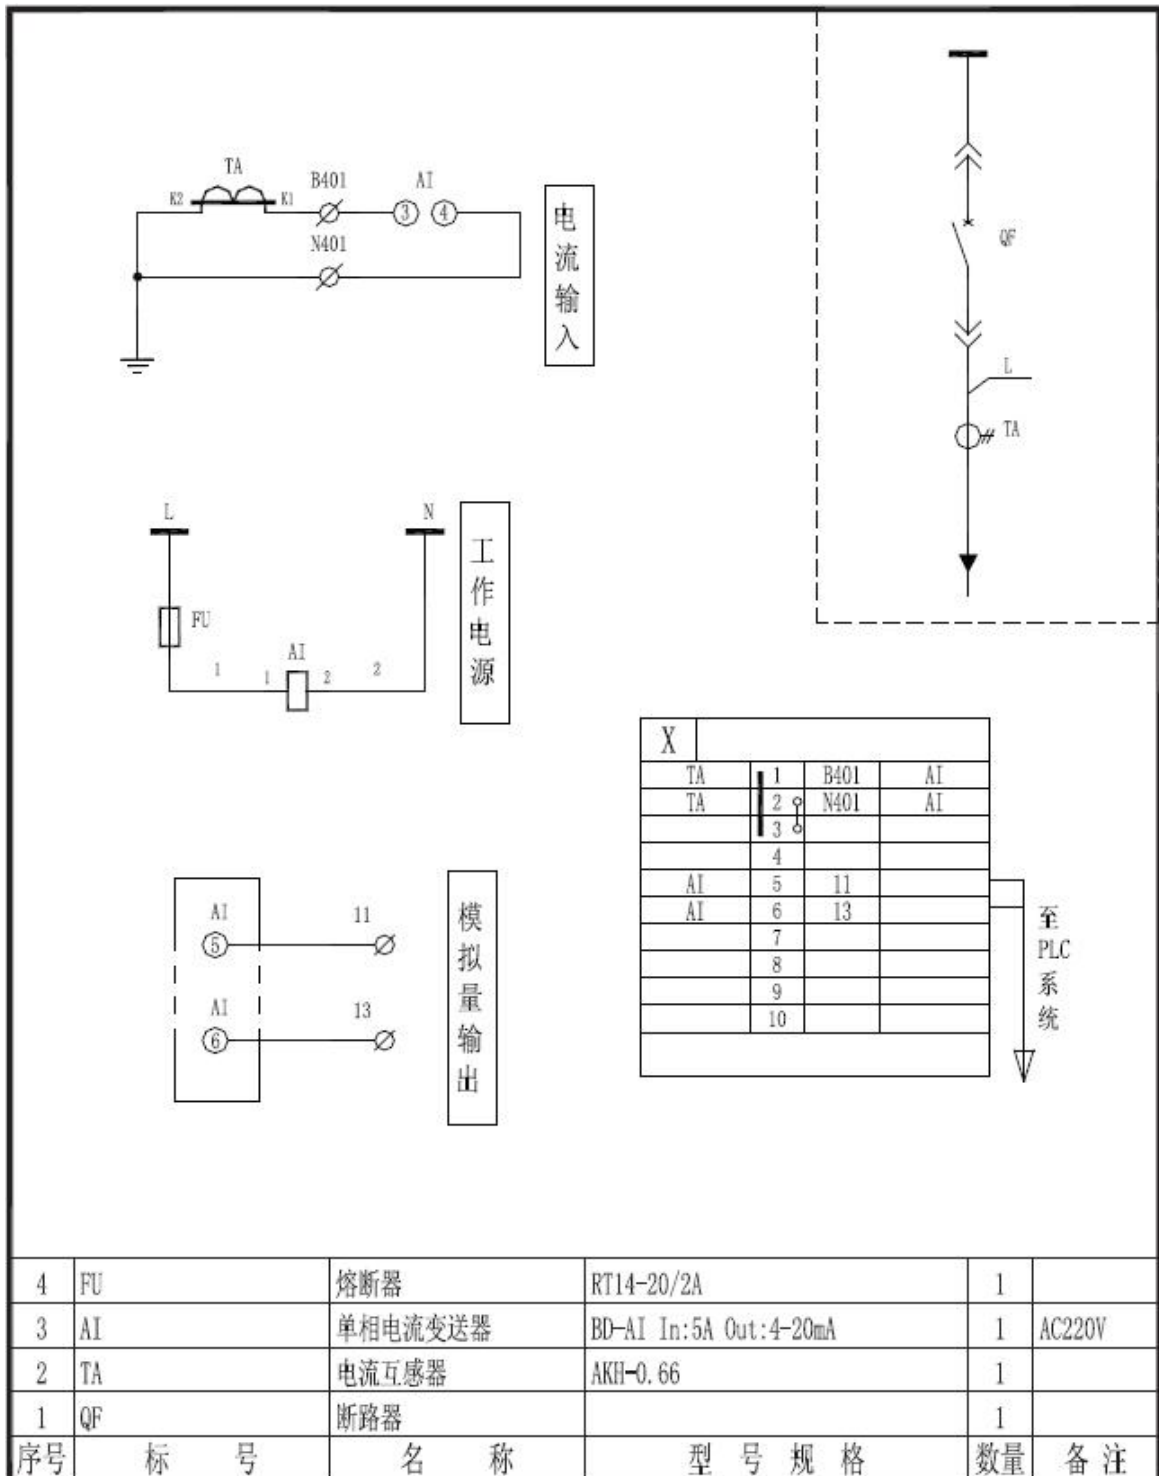 TA
K2
K1
B401
AI
3
4
N401
电流输入
QF
L
TA
L
N
工作电源
FU
1
1
AI
2
2
X
TA 1 B401 AI
TA 2 N401 AI
3
4
AI 5 11
AI 6 13
7
8
9
10
至PLC系统
AI
5
11
AI
6
13
模拟量输出
4 FU 熔断器 RT14-20/2A 1
3 AI 单相电流变送器 BD-AI In:5A Out:4-20mA 1 AC220V
2 TA 电流互感器 AKH-0.66 1
1 QF 断路器 1
序号 标 号 名 称 型 号 规 格 数量 备 注